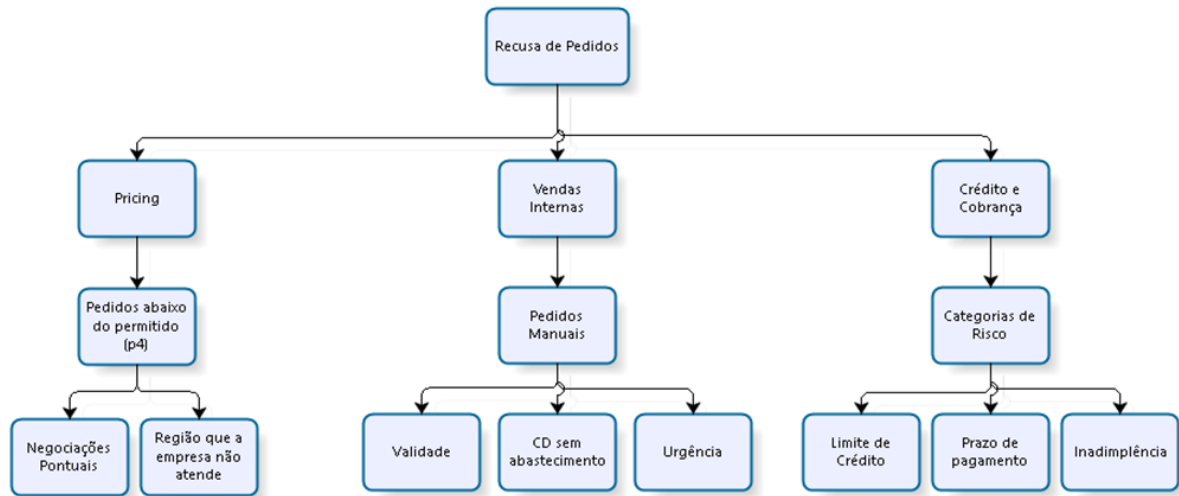 Recusa de Pedidos
Pricing
Vendas
Internas
Crédito e
Cobrança
Pedidos abaixo
do permitido
(p4)
Pedidos
Manuais
Categorias de
Risco
Negociações
Pontuais
Região que a
empresa não
atende
Validade
CD sem
abastecimento
Urgência
Limite de
Crédito
Prazo de
pagamento
Inadimplência